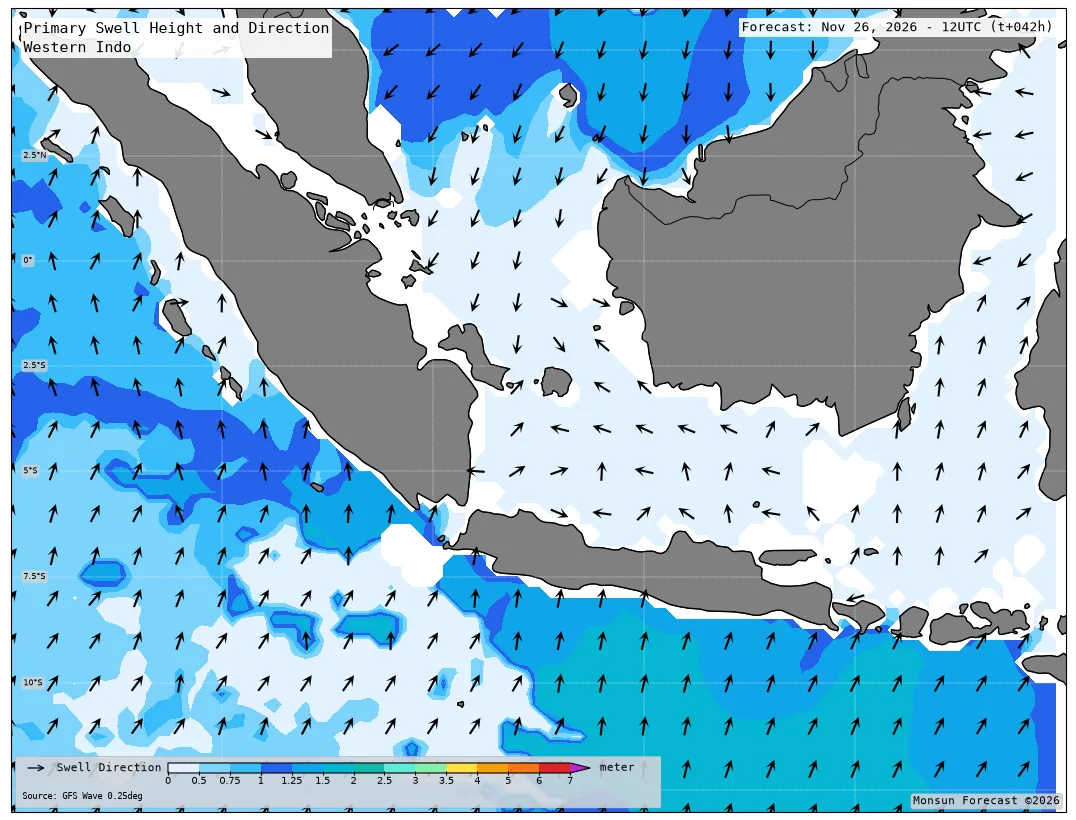 Primary Swell Height and Direction
Western Indo
Forecast: Nov 26, 2026 - 12UTC (t+042h)
2.5°N
0°
2.5°S
5°S
7.5°S
10°S
Swell Direction
meter
0 0.5 0.75 1 1.25 1.5 2 2.5 3 3.5 4 5 6 7
Source: GFS Wave 0.25deg
Monsun Forecast ©2026